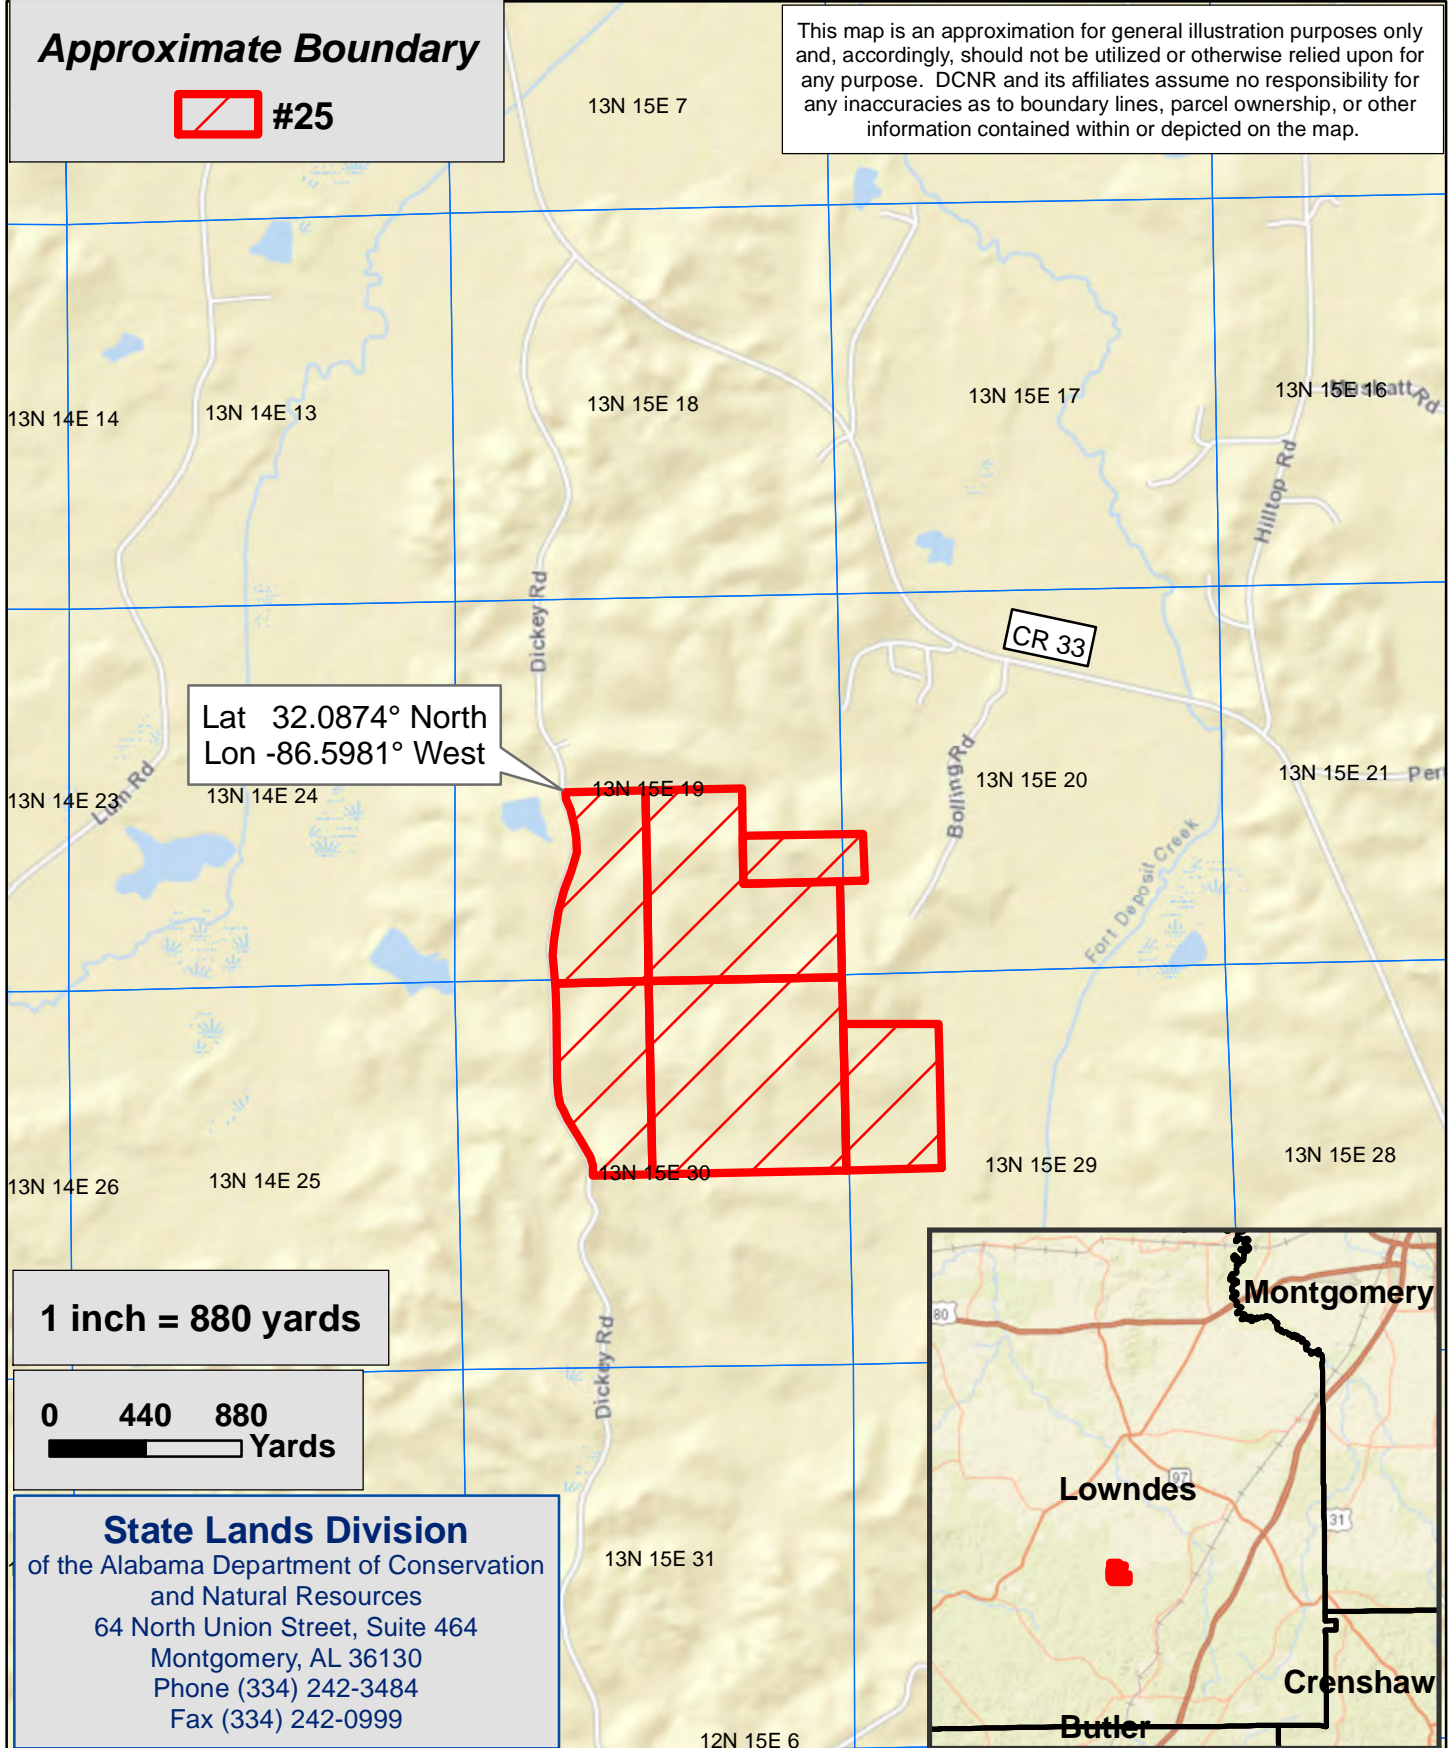 Approximate Boundary
#25
This map is an approximation for general illustration purposes only
and, accordingly, should not be utilized or otherwise relied upon for
any purpose. DCNR and its affiliates assume no responsibility for
any inaccuracies as to boundary lines, parcel ownership, or other
information contained within or depicted on the map.
13N 15E 7
13N 14E 14
13N 14E 13
13N 15E 18
13N 15E 17
13N 15E 16
Rd
Hilltop Rd
Dickey Rd
CR 33
Lat 32.0874° North
Lon -86.5981° West
13N 14E 23
Lum Rd
13N 14E 24
13N 15E 19
Bolling Rd
13N 15E 20
13N 15E 21
Fort Deposit Creek
13N 14E 26
13N 14E 25
13N 15E 30
13N 15E 29
13N 15E 28
1 inch = 880 yards
0 440 880
Yards
Dickey Rd
State Lands Division
of the Alabama Department of Conservation
and Natural Resources
64 North Union Street, Suite 464
Montgomery, AL 36130
Phone (334) 242-3484
Fax (334) 242-0999
13N 15E 31
12N 15E 6
Montgomery
80
97
Lowndes
31
Crenshaw
Butler